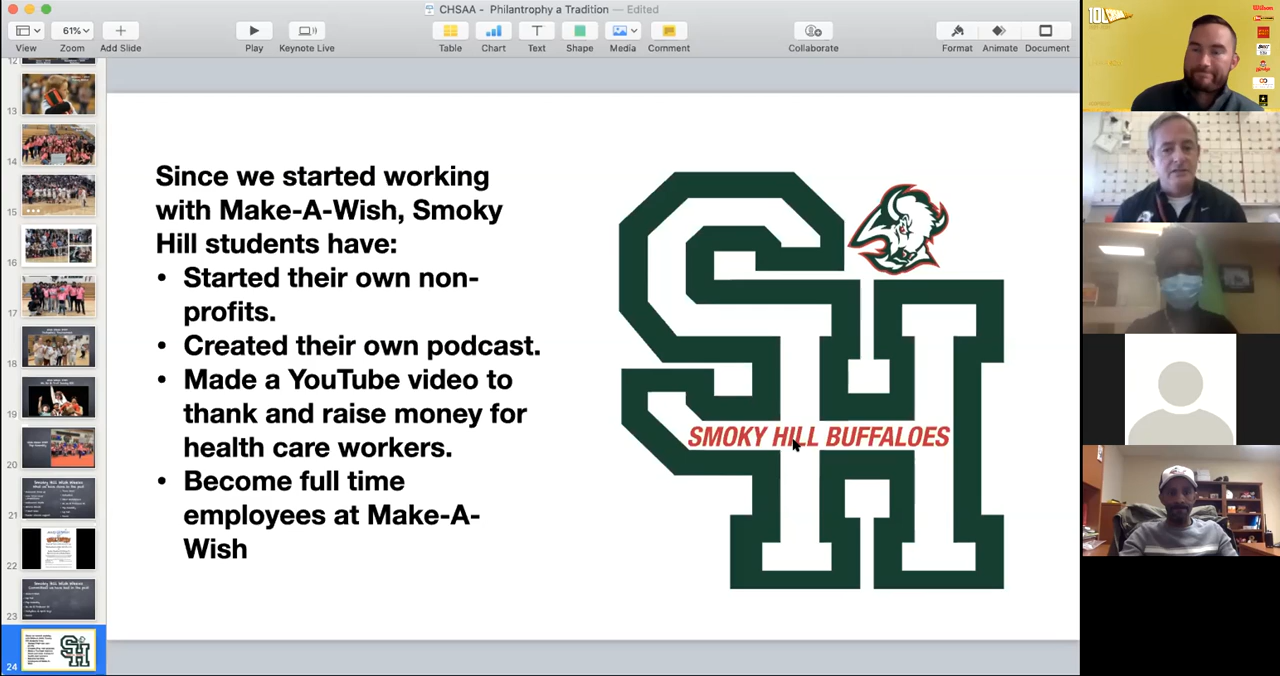 CHSAA - Philantrophy a Tradition — Edited
61%
View
Zoom
Add Slide
Play
Keynote Live
Table
Chart
Text
Shape
Media
Comment
Collaborate
Format
Animate
Document
12
13
14
15
16
17
18
19
20
21
22
23
24
Since we started working
with Make-A-Wish, Smoky
Hill students have:
• Started their own non-
profits.
• Created their own podcast.
• Made a YouTube video to
thank and raise money for
health care workers.
• Become full time
employees at Make-A-
Wish
SH
SMOKY HILL BUFFALOES
Wilson